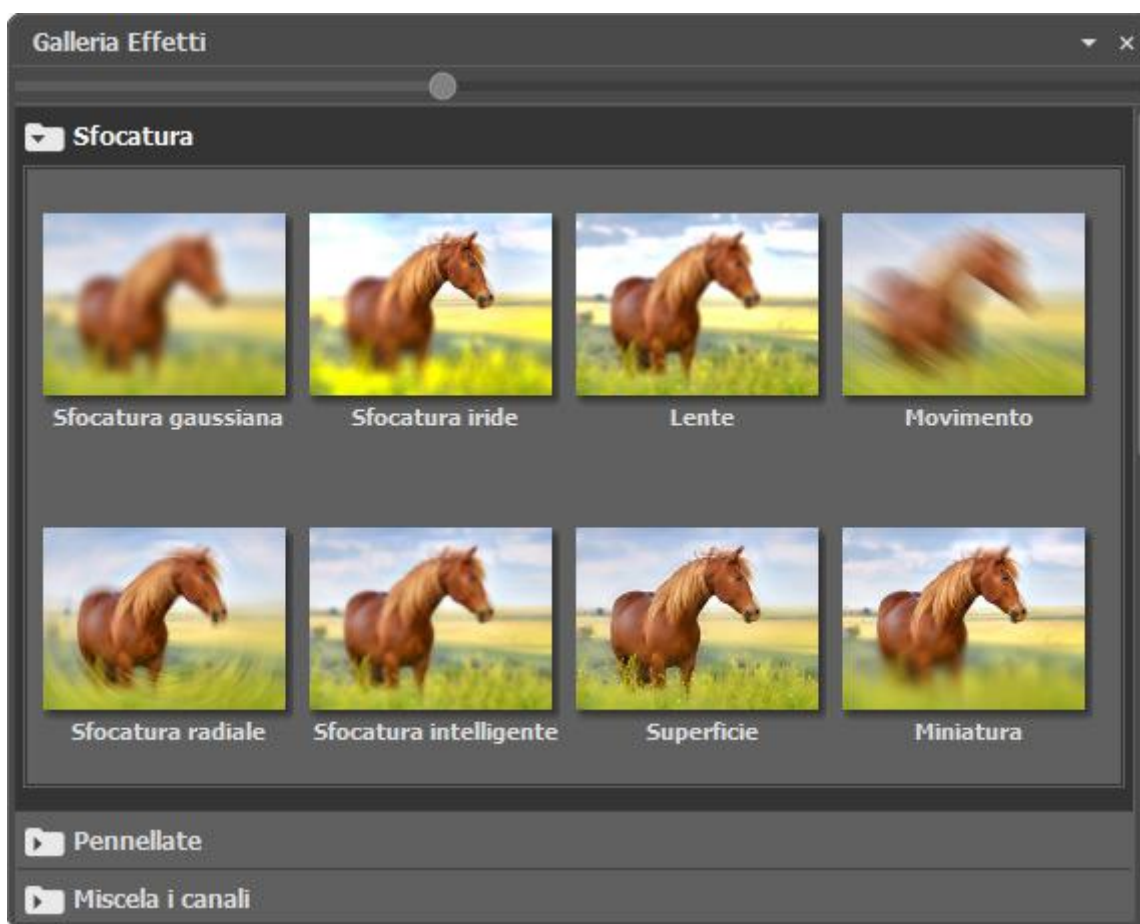 Galleria Effetti
Sfocatura
Sfocatura gaussiana
Sfocatura iride
Lente
Movimento
Sfocatura radiale
Sfocatura intelligente
Superficie
Miniatura
Pennellate
Miscela i canali